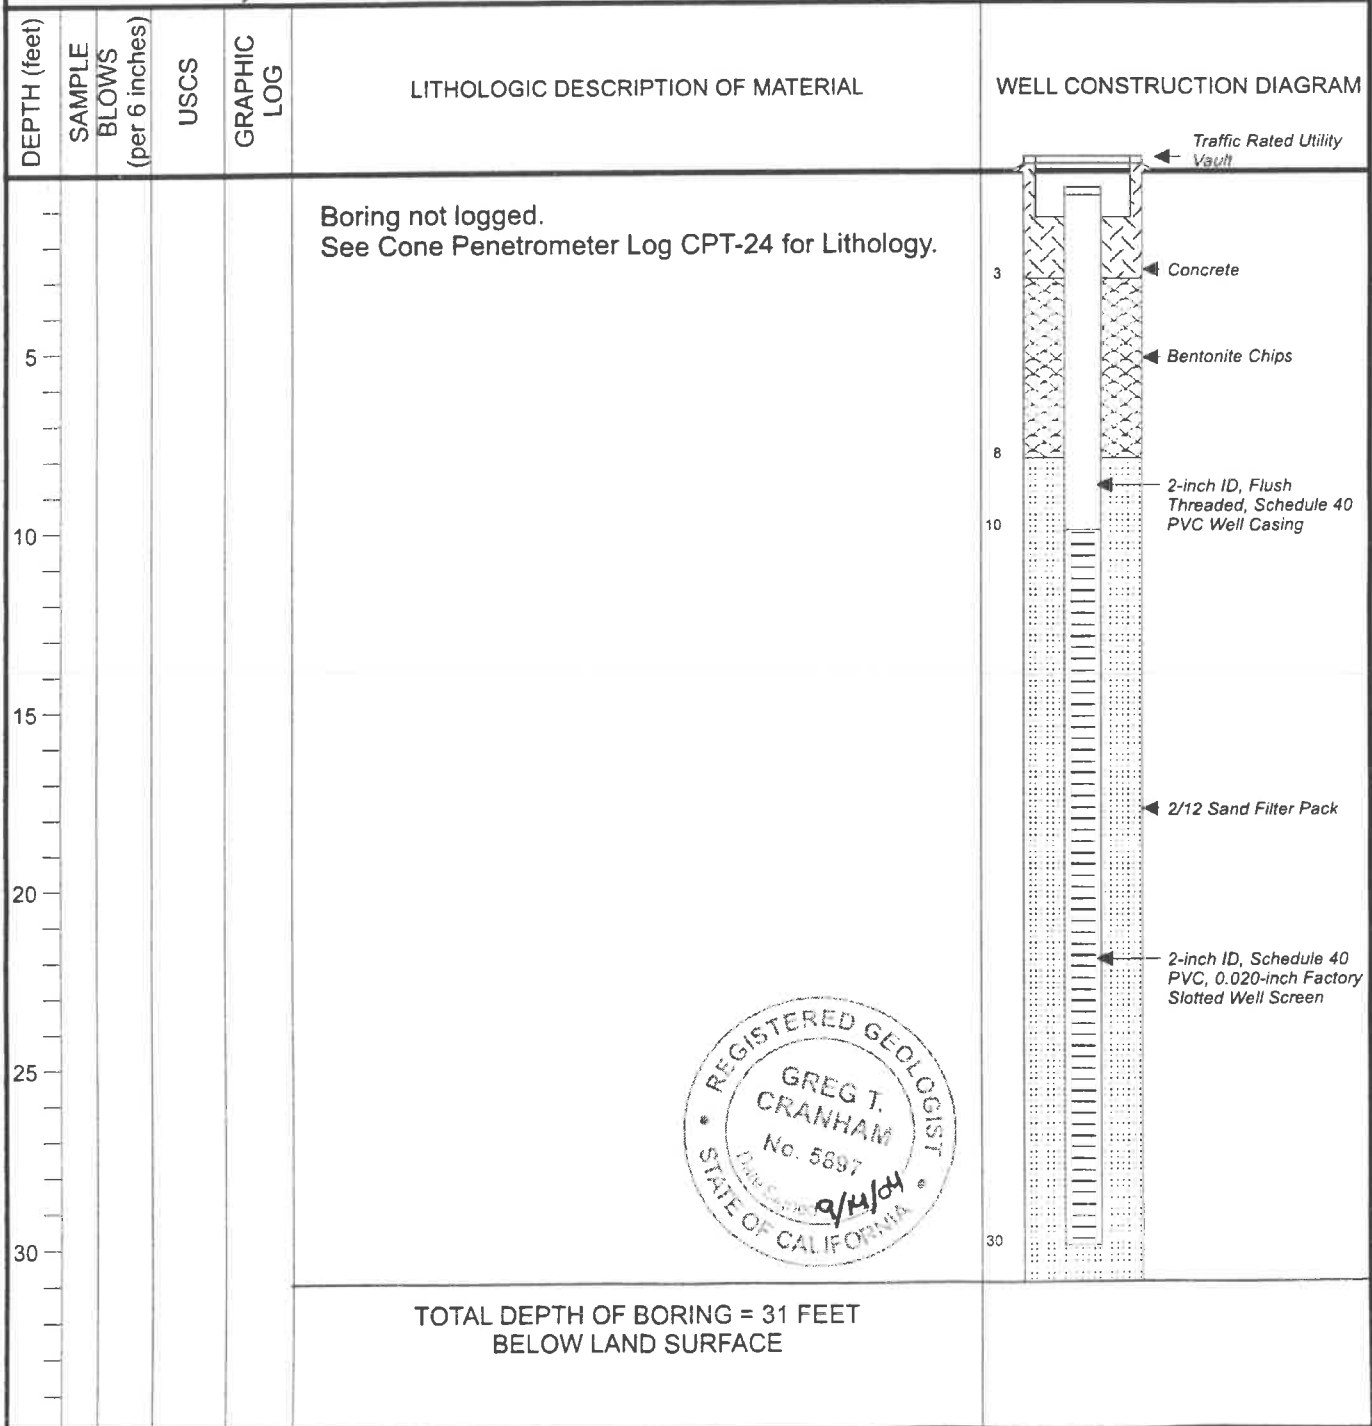 DEPTH (feet)
SAMPLE
BLOWS
(per 6 inches)
USCS
GRAPHIC
LOG
LITHOLOGIC DESCRIPTION OF MATERIAL
WELL CONSTRUCTION DIAGRAM
Traffic Rated Utility
Vault
Boring not logged.
See Cone Penetrometer Log CPT-24 for Lithology.
3
Concrete
5
Bentonite Chips
8
2-inch ID, Flush
Threaded, Schedule 40
PVC Well Casing
10
10
15
2/12 Sand Filter Pack
20
2-inch ID, Schedule 40
PVC, 0.020-inch Factory
Slotted Well Screen
25
REGISTERED GEOLOGIST
GREG T.
CRANHAM
No. 5697
Date Signed
STATE OF CALIFORNIA
30
30
TOTAL DEPTH OF BORING = 31 FEET
BELOW LAND SURFACE